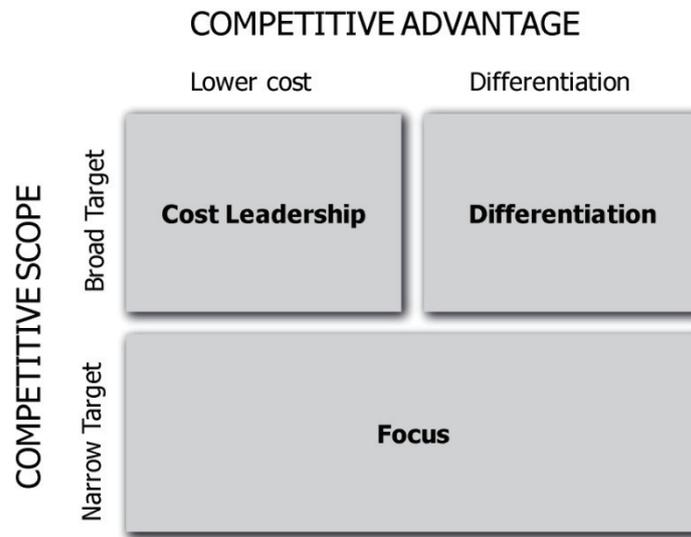 COMPETITIVE ADVANTAGE
Lower cost
Differentiation
COMPETITIVE SCOPE
Broad Target
Cost Leadership
Differentiation
Narrow Target
Focus